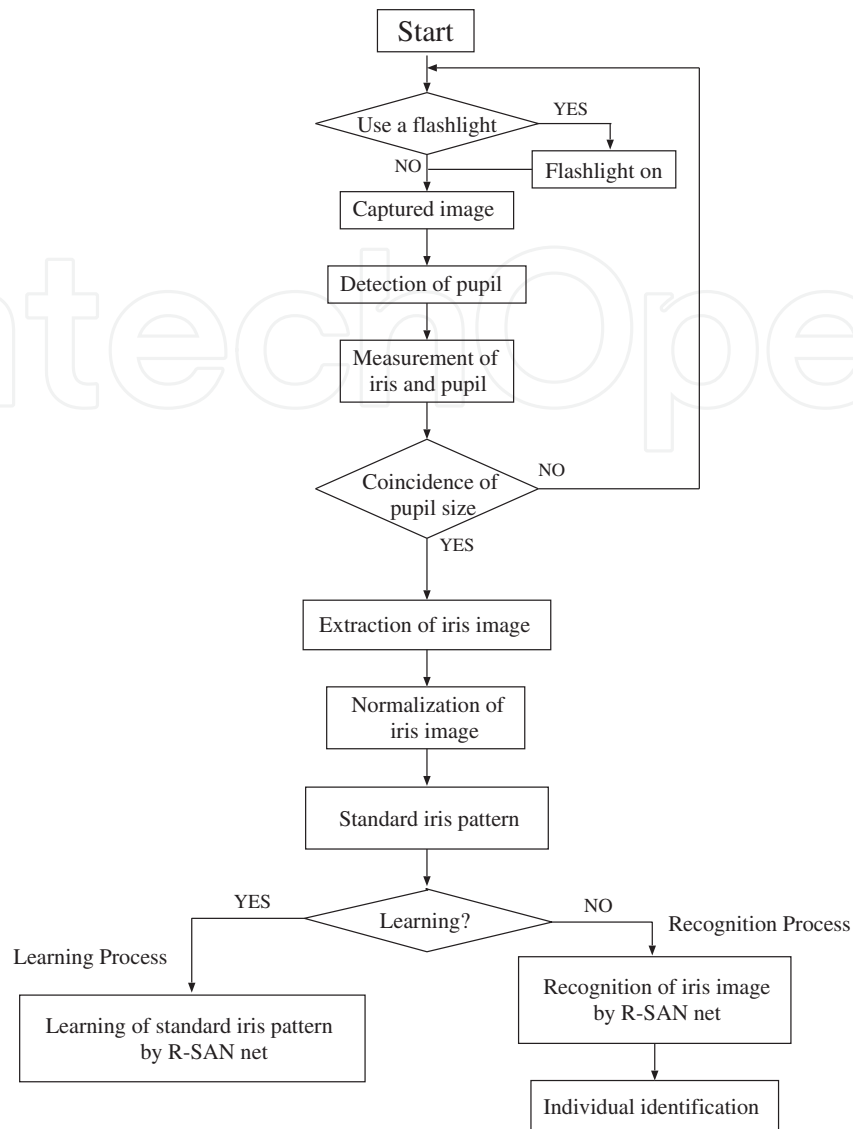 Start
Use a flashlight
YES
NO
Flashlight on
Captured image
Detection of pupil
Measurement of
iris and pupil
Coincidence of
pupil size
NO
YES
Extraction of iris image
Normalization of
iris image
Standard iris pattern
YES
Learning?
NO
Learning Process
Recognition Process
Learning of standard iris pattern
by R-SAN net
Recognition of iris image
by R-SAN net
Individual identification
ntechOpe